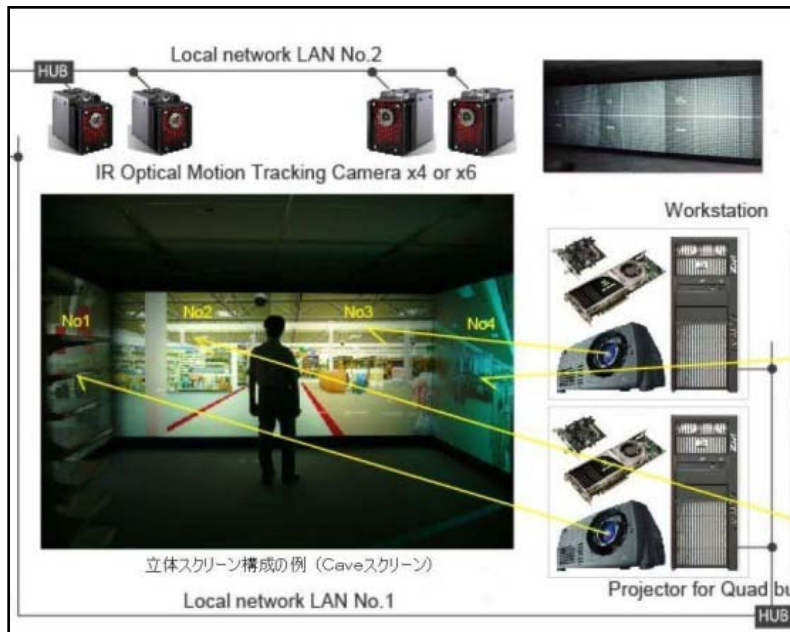 Local network LAN No.2
HUB
IR Optical Motion Tracking Camera x4 or x6
Workstation
No1
No2
No3
No4
立体スクリーン構成の例（Caveスクリーン）
Projector for Quad bu
Local network LAN No.1
HUB